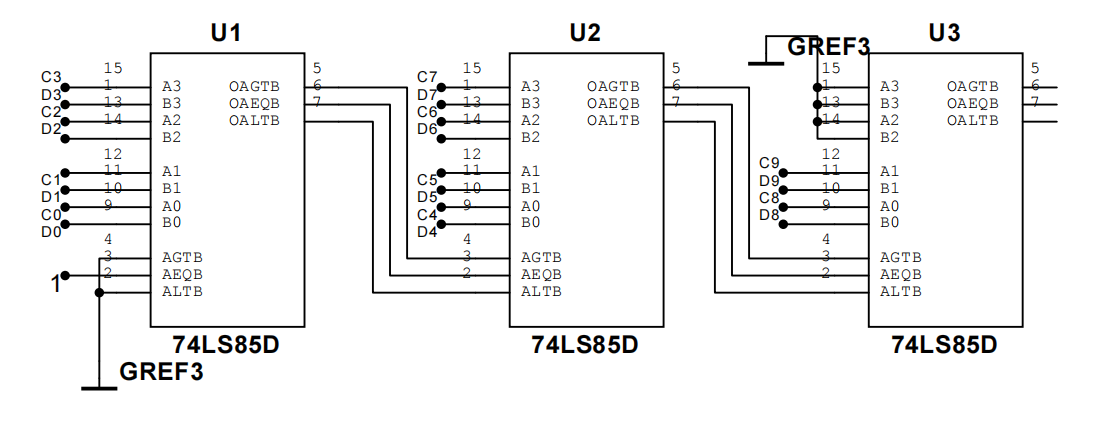 U1 U2 GREF3 U3
C3 15 5 C7 15 5 15 5
D3 1 A3 OAGTB 6 D7 1 A3 OAGTB 6 1 A3 OAGTB 6
C2 13 B3 OAEQB 7 C6 13 B3 OAEQB 7 13 B3 OAEQB 7
D2 14 A2 OALTB D6 14 A2 OALTB 14 A2 OALTB
B2 B2 B2
12 12 C9 12
C1 11 A1 C5 11 A1 D9 11 A1
D1 10 B1 D5 10 B1 C8 10 B1
C0 9 A0 C4 9 A0 D8 9 A0
D0 B0 D4 B0 B0
4 4 4
3 AGTB 3 AGTB 3 AGTB
1 2 AEQB 2 AEQB 2 AEQB
ALTB ALTB ALTB
74LS85D 74LS85D 74LS85D
GREF3